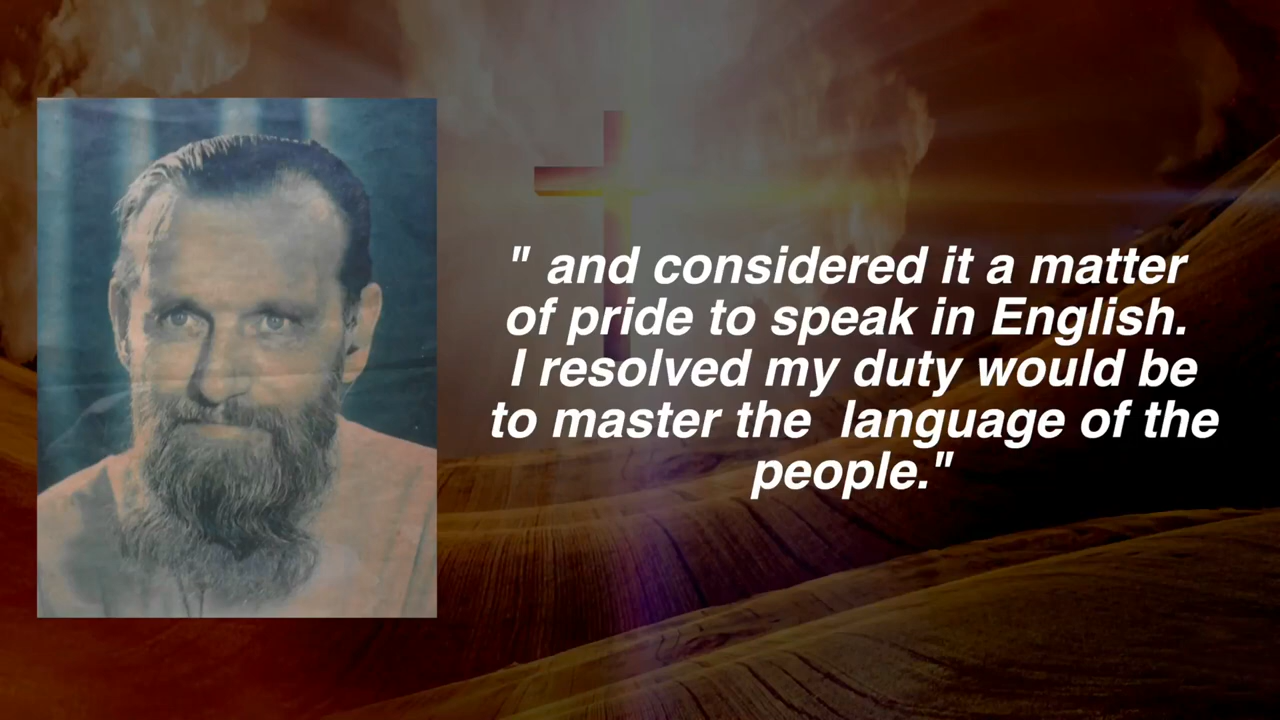 " and considered it a matter
of pride to speak in English.
I resolved my duty would be
to master the  language of the
people."